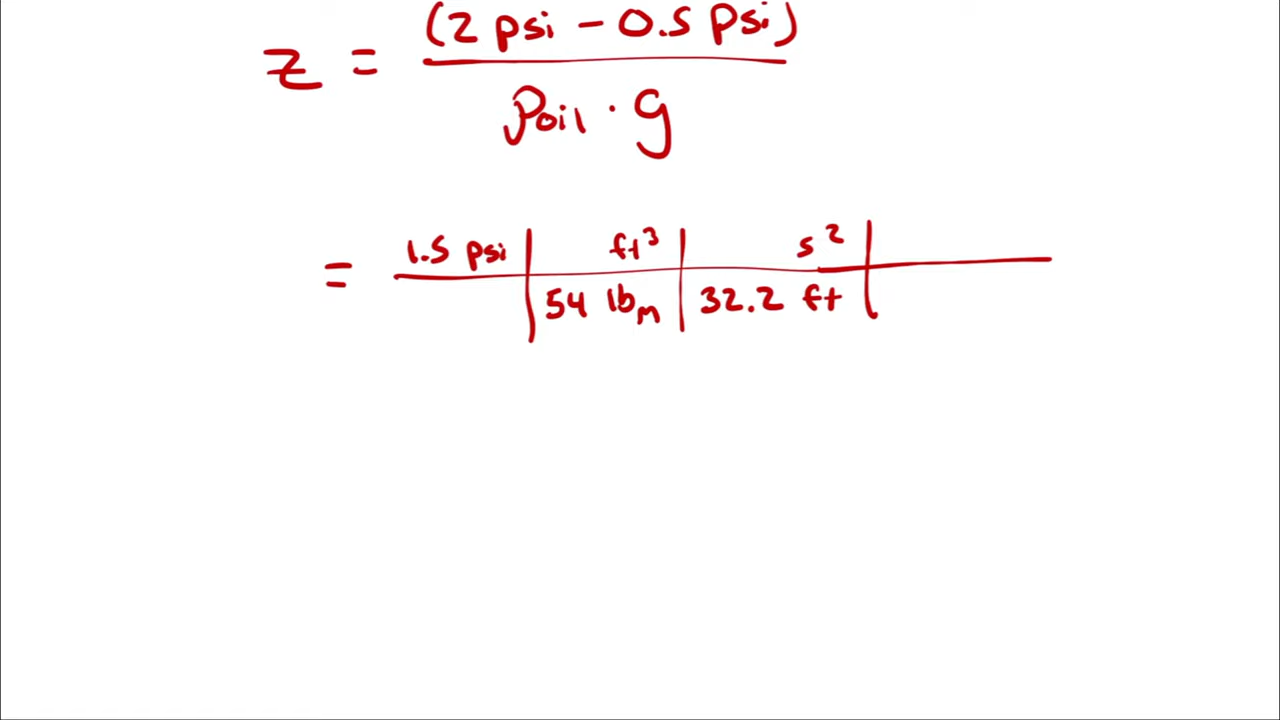 z = (2 psi - 0.5 psi) / ρoil · g
= 1.5 psi | ft³ | s² |
54 lbm | 32.2 ft |